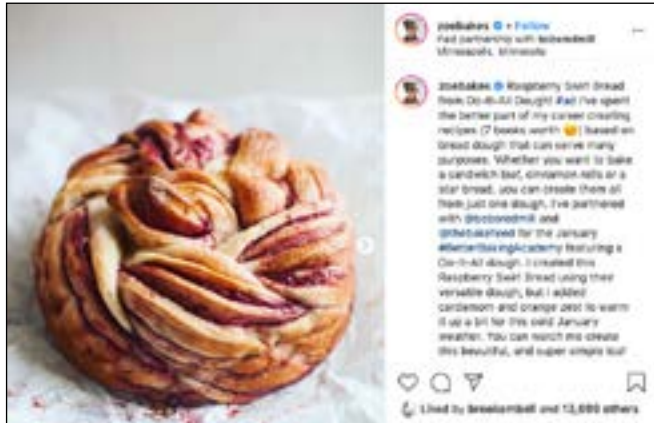 zoebakes • Follow
Paid partnership with bobsredmill
Minneapolis, Minnesota
zoebakes Raspberry Swirl Bread
from Do-It-All Dough! #ad I've spent
the better part of my career creating
recipes (7 books worth 😊) based on
bread dough that can serve many
purposes. Whether you want to bake
a sandwich loaf, cinnamon rolls or a
star bread, you can create them all
from just one dough. I've partnered
with @bobsredmill and
@thebakefeed for the January
#BetterBakingAcademy featuring a
Do-It-All dough. I created this
Raspberry Swirl Bread using their
versatile dough, but I added
cardamom and orange zest to warm
it up a bit for this cold January
weather. You can watch me create
this beautiful, and super simple loaf
Liked by and others